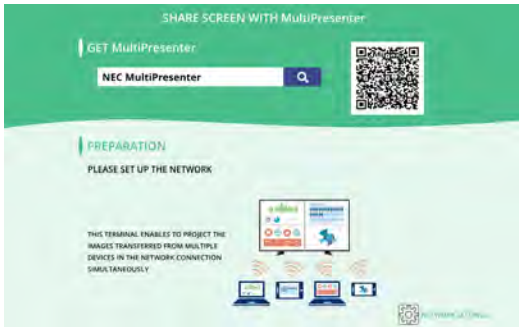 SHARE SCREEN WITH MultiPresenter
GET MultiPresenter
NEC MultiPresenter
PREPARATION
PLEASE SET UP THE NETWORK
THIS TERMINAL ENABLES TO PROJECT THE
IMAGES TRANSFERRED FROM MULTIPLE
DEVICES IN THE NETWORK CONNECTION
SIMULTANEOUSLY